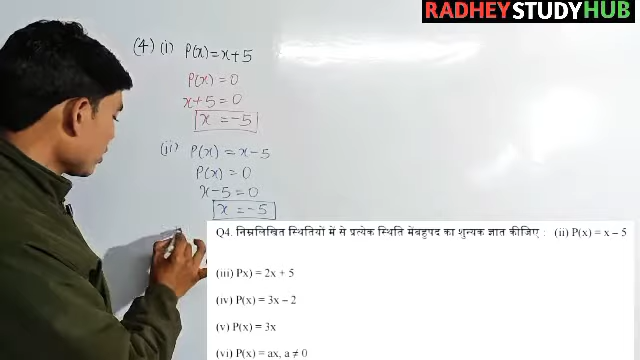 RADHEY STUDY HUB
(4) (i) P(x) = x+5
P(x) = 0
x+5 = 0
x = -5
(ii) P(x) = x-5
P(x) = 0
x-5 = 0
x = -5
Q4. निम्नलिखित स्थितियों में से प्रत्येक स्थिति मेंबहुपद का शुन्यक ज्ञात कीजिए : (ii) P(x) = x – 5
(iii) Px) = 2x + 5
(iv) P(x) = 3x – 2
(v) P(x) = 3x
(vi) P(x) = ax, a ≠ 0